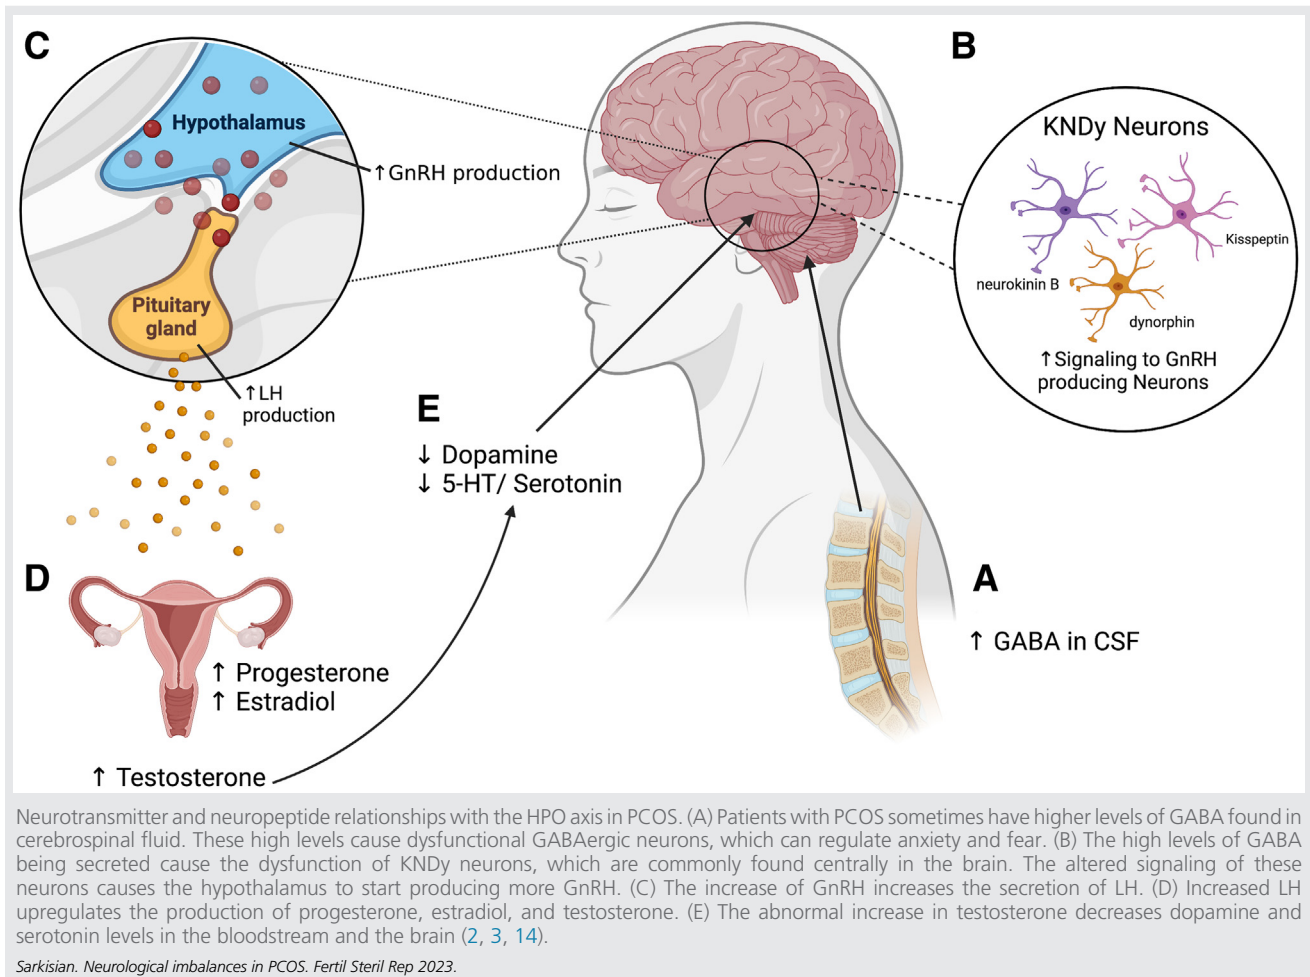 C
Hypothalamus
↑GnRH production
Pituitary
gland
↑LH
production
B
KNDy Neurons
Kisspeptin
neurokinin B
dynorphin
↑Signaling to GnRH
producing Neurons
E
↓ Dopamine
↓ 5-HT/ Serotonin
D
↑ Progesterone
↑ Estradiol
↑ Testosterone
A
↑ GABA in CSF
Neurotransmitter and neuropeptide relationships with the HPO axis in PCOS. (A) Patients with PCOS sometimes have higher levels of GABA found in
cerebrospinal fluid. These high levels cause dysfunctional GABAergic neurons, which can regulate anxiety and fear. (B) The high levels of GABA
being secreted cause the dysfunction of KNDy neurons, which are commonly found centrally in the brain. The altered signaling of these
neurons causes the hypothalamus to start producing more GnRH. (C) The increase of GnRH increases the secretion of LH. (D) Increased LH
upregulates the production of progesterone, estradiol, and testosterone. (E) The abnormal increase in testosterone decreases dopamine and
serotonin levels in the bloodstream and the brain (2, 3, 14).
Sarkisian. Neurological imbalances in PCOS. Fertil Steril Rep 2023.